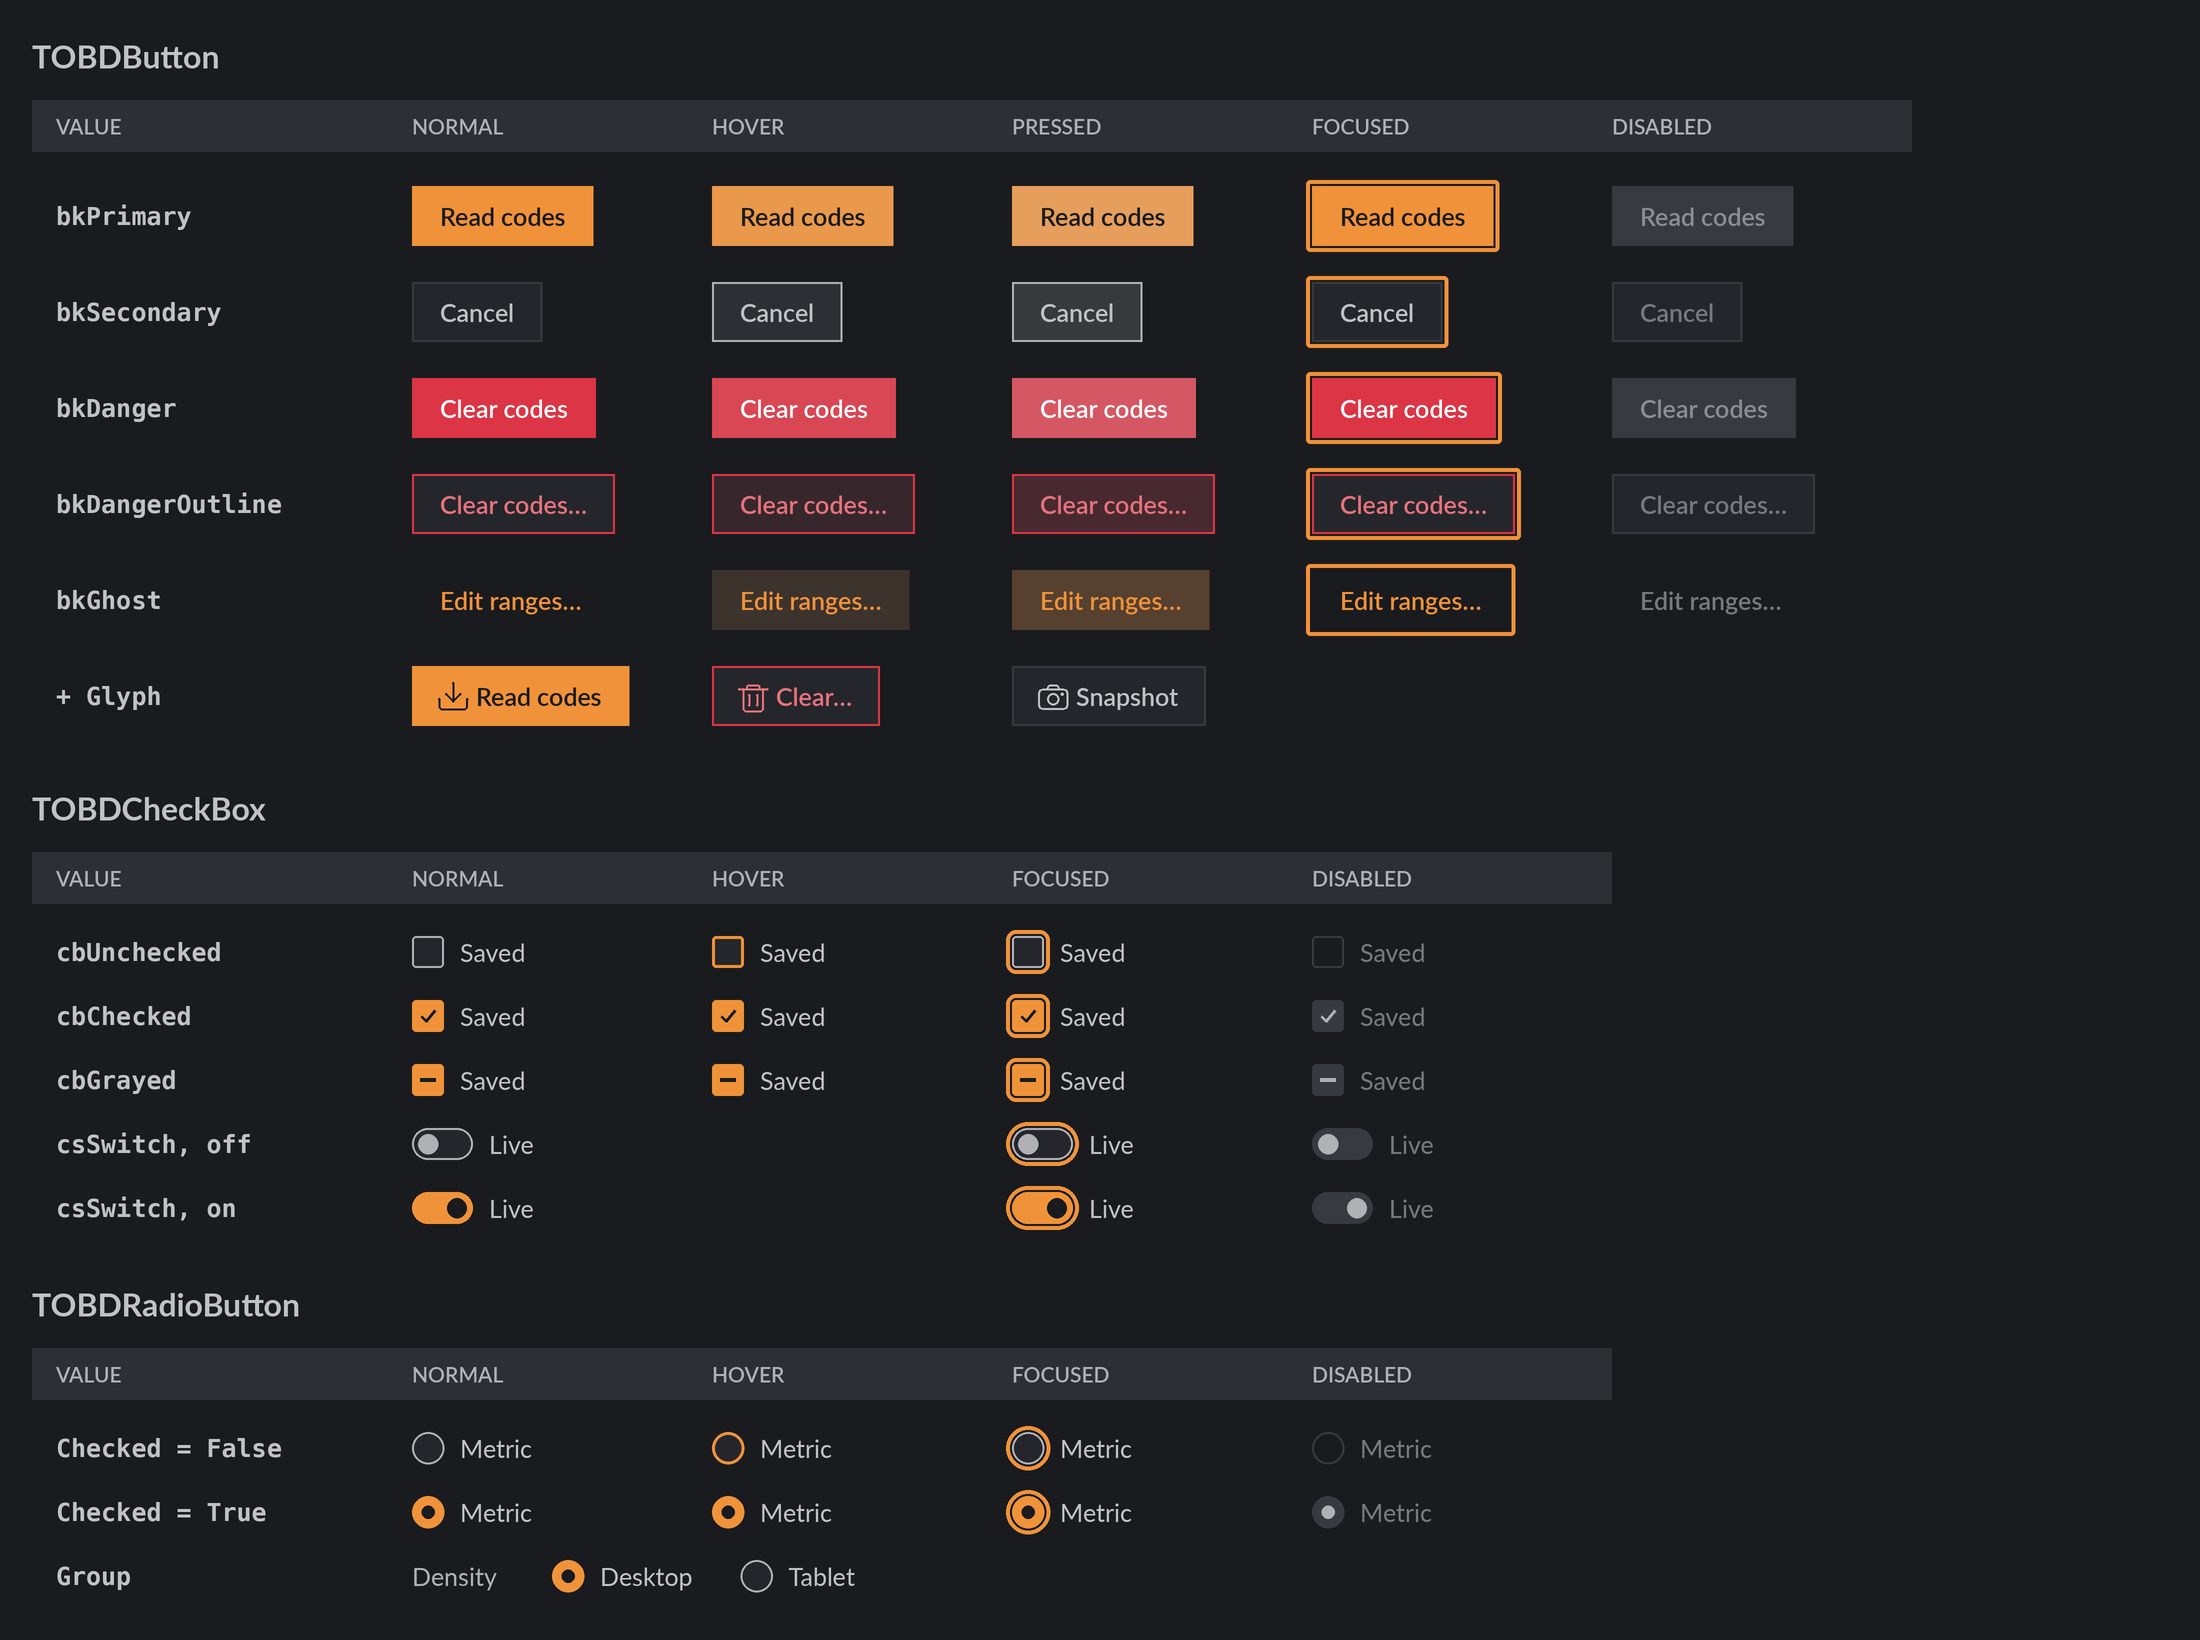 TOBDButton
VALUE NORMAL HOVER PRESSED FOCUSED DISABLED
bkPrimary Read codes Read codes Read codes Read codes Read codes
bkSecondary Cancel Cancel Cancel Cancel Cancel
bkDanger Clear codes Clear codes Clear codes Clear codes Clear codes
bkDangerOutline Clear codes... Clear codes... Clear codes... Clear codes... Clear codes...
bkGhost Edit ranges... Edit ranges... Edit ranges... Edit ranges... Edit ranges...
+ Glyph Read codes Clear... Snapshot
TOBDCheckBox
VALUE NORMAL HOVER FOCUSED DISABLED
cbUnchecked Saved Saved Saved Saved
cbChecked Saved Saved Saved Saved
cbGrayed Saved Saved Saved Saved
csSwitch, off Live Live Live
csSwitch, on Live Live Live
TOBDRadioButton
VALUE NORMAL HOVER FOCUSED DISABLED
Checked = False Metric Metric Metric Metric
Checked = True Metric Metric Metric Metric
Group Density Desktop Tablet